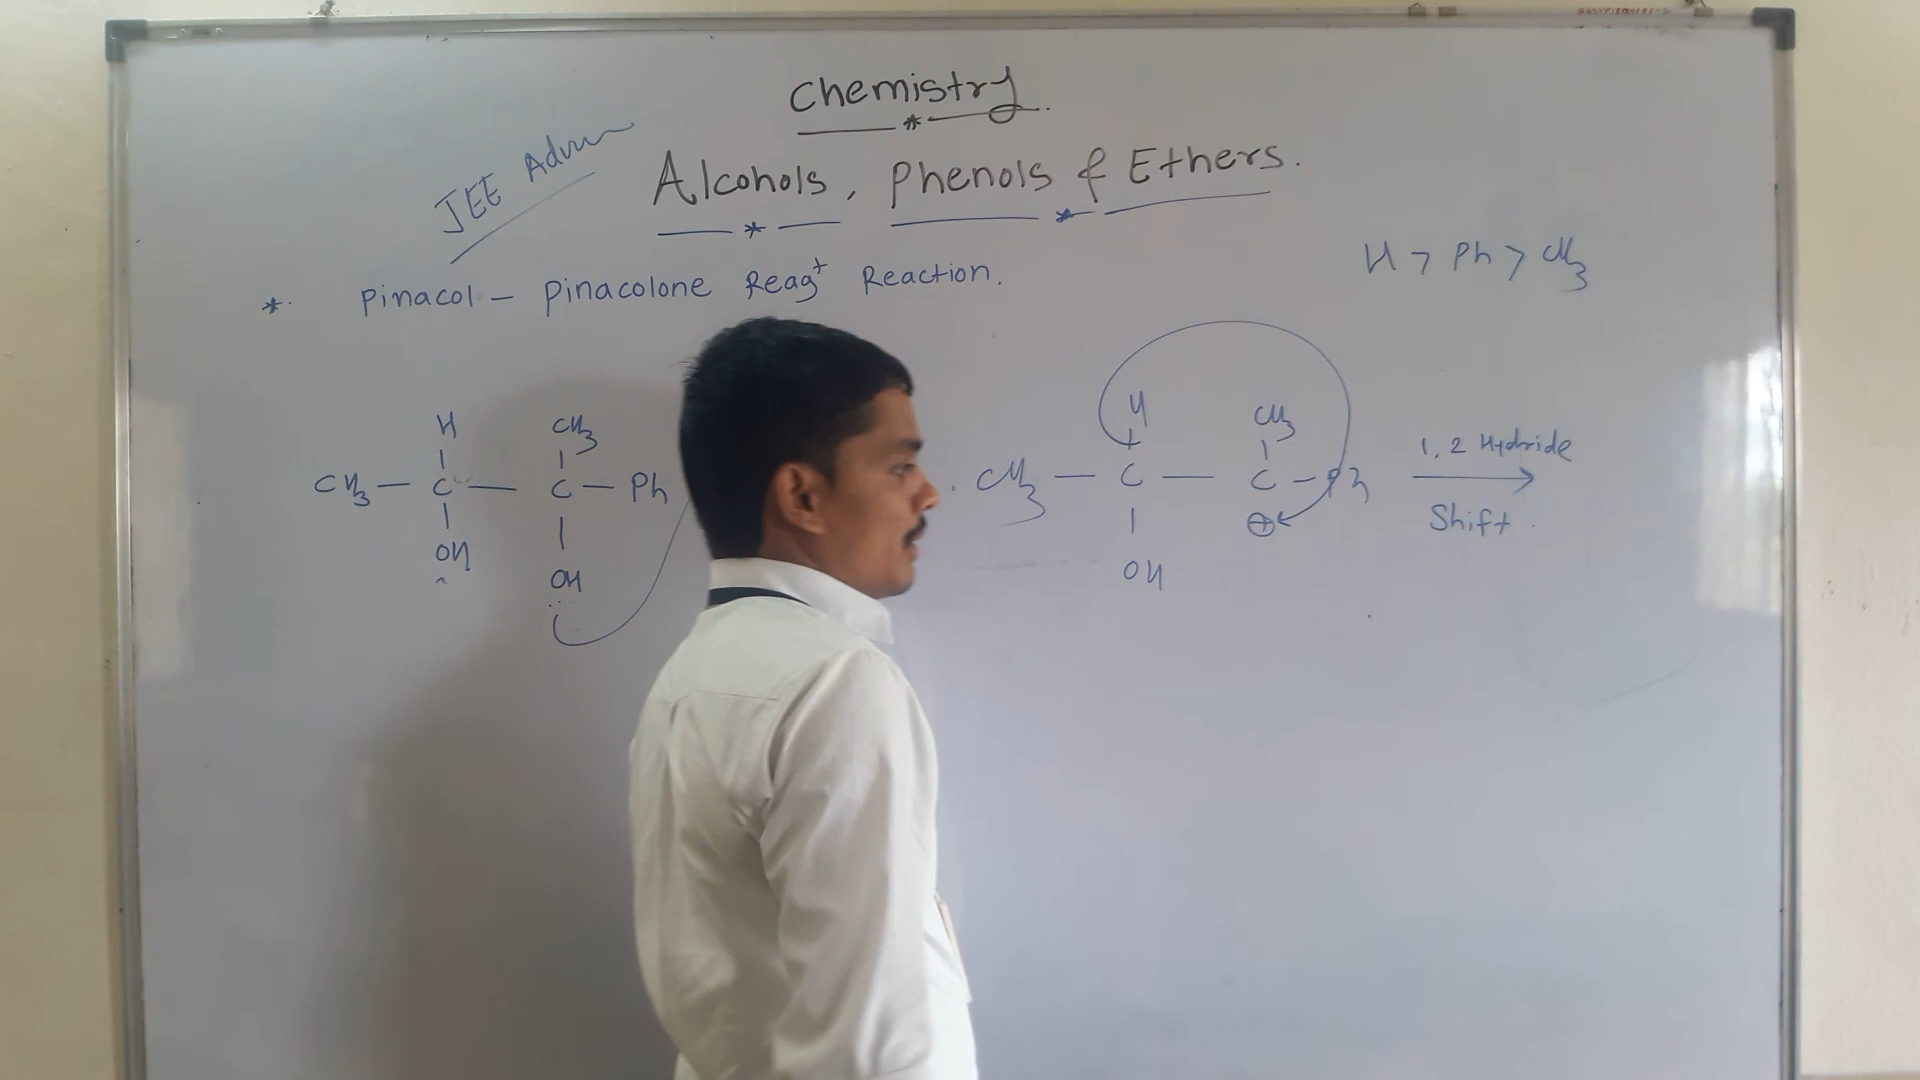 Chemistry.
JEE Adv
Alcohols, Phenols & Ethers.
* Pinacol - Pinacolone Reagt Reaction.
H > Ph > CH3
H CH3
CH3 - C - C - Ph
OH OH
H CH3
CH3 - C - C - Ph
⊕
OH
1,2 Hydride
Shift.